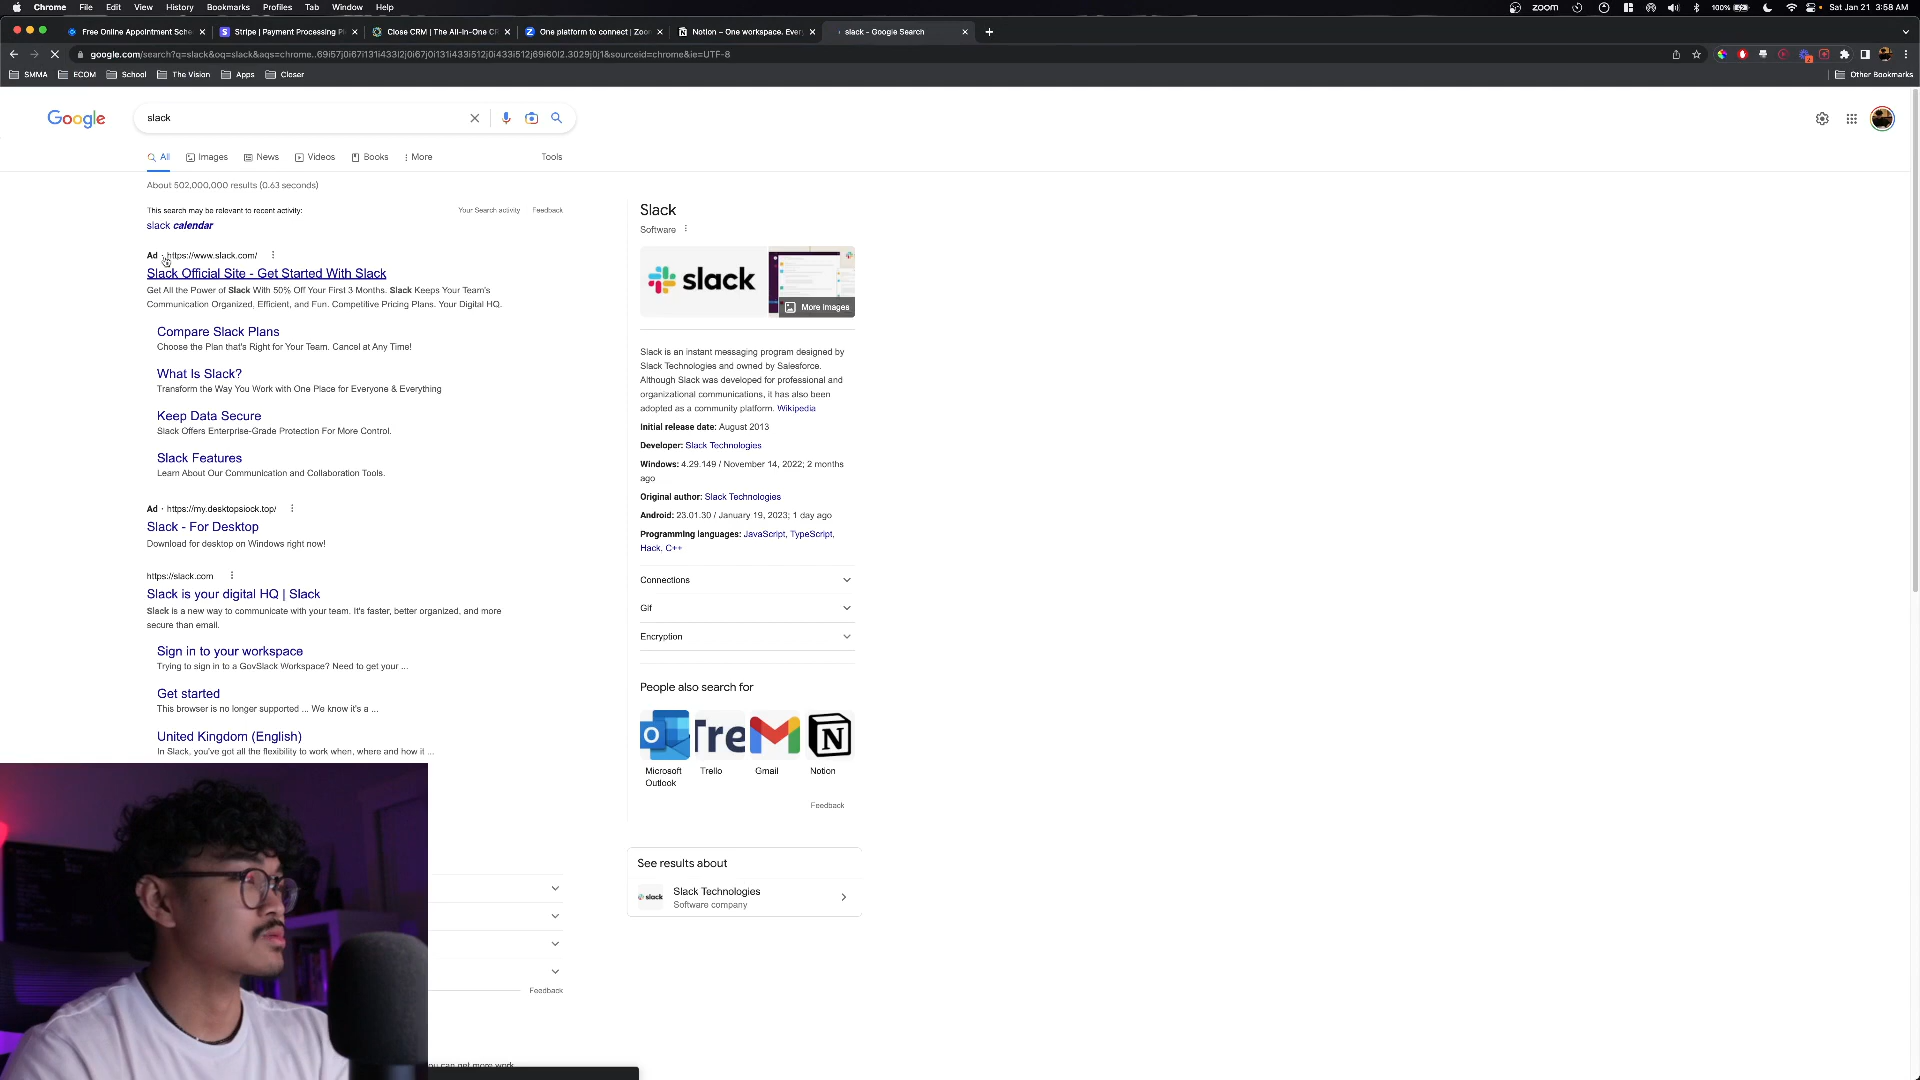 Chrome File Edit View History Bookmarks Profiles Tab Window Help
zoom 100% Sat Jan 21 3:58 AM
Free Online Appointment Sche
Stripe | Payment Processing Pl
Close CRM | The All-In-One CR
One platform to connect | Zoo
Notion – One workspace. Ever
slack - Google Search
google.com/search?q=slack&oq=slack&aqs=chrome..69i57j0i67i131i433l2j0i67j0i131i433i512j0i433i512j69i60l2.3029j0j1&sourceid=chrome&ie=UTF-8
SMMA ECOM School The Vision Apps Closer Other Bookmarks
Google
slack
All Images News Videos Books More Tools
About 502,000,000 results (0.63 seconds)
This search may be relevant to recent activity: Your Search activity Feedback
slack calendar
Ad · https://www.slack.com/
Slack Official Site - Get Started With Slack
Get All the Power of Slack With 50% Off Your First 3 Months. Slack Keeps Your Team's
Communication Organized, Efficient, and Fun. Competitive Pricing Plans. Your Digital HQ.
Compare Slack Plans
Choose the Plan that's Right for Your Team. Cancel at Any Time!
What Is Slack?
Transform the Way You Work with One Place for Everyone & Everything
Keep Data Secure
Slack Offers Enterprise-Grade Protection For More Control.
Slack Features
Learn About Our Communication and Collaboration Tools.
Ad · https://my.desktopsiock.top/
Slack - For Desktop
Download for desktop on Windows right now!
https://slack.com
Slack is your digital HQ | Slack
Slack is a new way to communicate with your team. It's faster, better organized, and more
secure than email.
Sign in to your workspace
Trying to sign in to a GovSlack Workspace? Need to get your ...
Get started
This browser is no longer supported ... We know it's a ...
United Kingdom (English)
In Slack, you've got all the flexibility to work when, where and how it ...
Feedback
you can get more work
Slack
Software
slack
More images
Slack is an instant messaging program designed by
Slack Technologies and owned by Salesforce.
Although Slack was developed for professional and
organizational communications, it has also been
adopted as a community platform. Wikipedia
Initial release date: August 2013
Developer: Slack Technologies
Windows: 4.29.149 / November 14, 2022; 2 months
ago
Original author: Slack Technologies
Android: 23.01.30 / January 19, 2023; 1 day ago
Programming languages: JavaScript, TypeScript,
Hack, C++
Connections
Gif
Encryption
People also search for
Tre
Microsoft
Outlook
Trello
Gmail
Notion
Feedback
See results about
slack
Slack Technologies
Software company